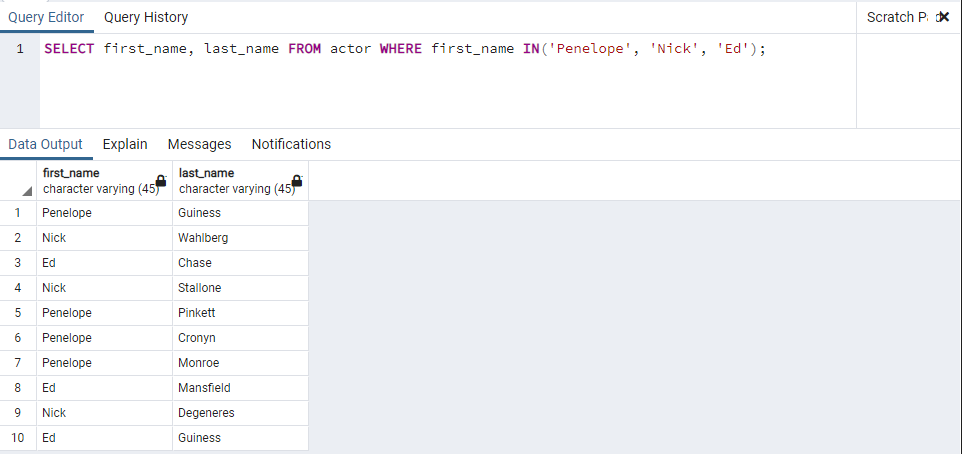 Query Editor Query History Scratch Pa
1 SELECT first_name, last_name FROM actor WHERE first_name IN('Penelope', 'Nick', 'Ed');
Data Output Explain Messages Notifications
first_name last_name
character varying (45) character varying (45)
1 Penelope Guiness
2 Nick Wahlberg
3 Ed Chase
4 Nick Stallone
5 Penelope Pinkett
6 Penelope Cronyn
7 Penelope Monroe
8 Ed Mansfield
9 Nick Degeneres
10 Ed Guiness